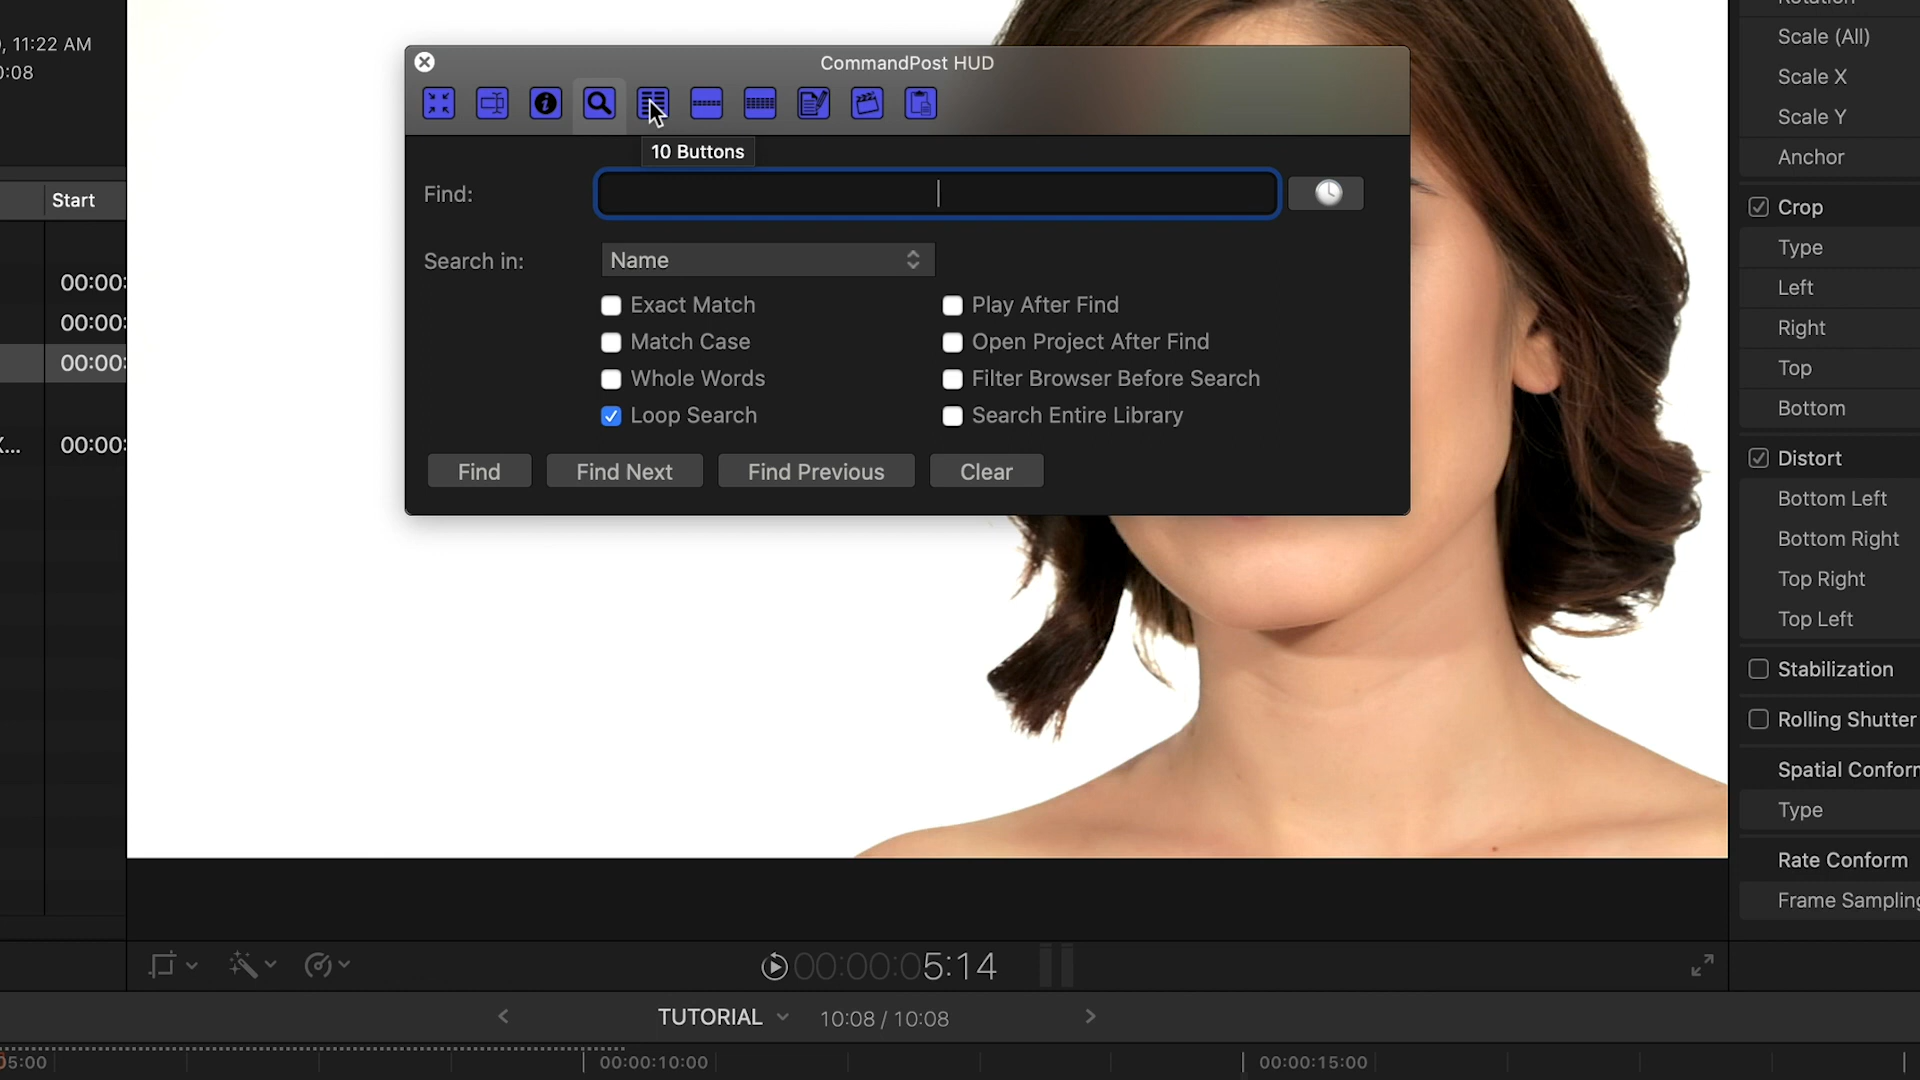 , 11:22 AM
0:08
Start
00:00:
00:00:
00:00:
00:00:
CommandPost HUD
10 Buttons
Find:
Search in:
Name
Exact Match
Match Case
Whole Words
Loop Search
Play After Find
Open Project After Find
Filter Browser Before Search
Search Entire Library
Find
Find Next
Find Previous
Clear
Rotation
Scale (All)
Scale X
Scale Y
Anchor
Crop
Type
Left
Right
Top
Bottom
Distort
Bottom Left
Bottom Right
Top Right
Top Left
Stabilization
Rolling Shutter
Spatial Conform
Type
Rate Conform
Frame Sampling
00:00:05:14
TUTORIAL
10:08 / 10:08
05:00
00:00:10:00
00:00:15:00